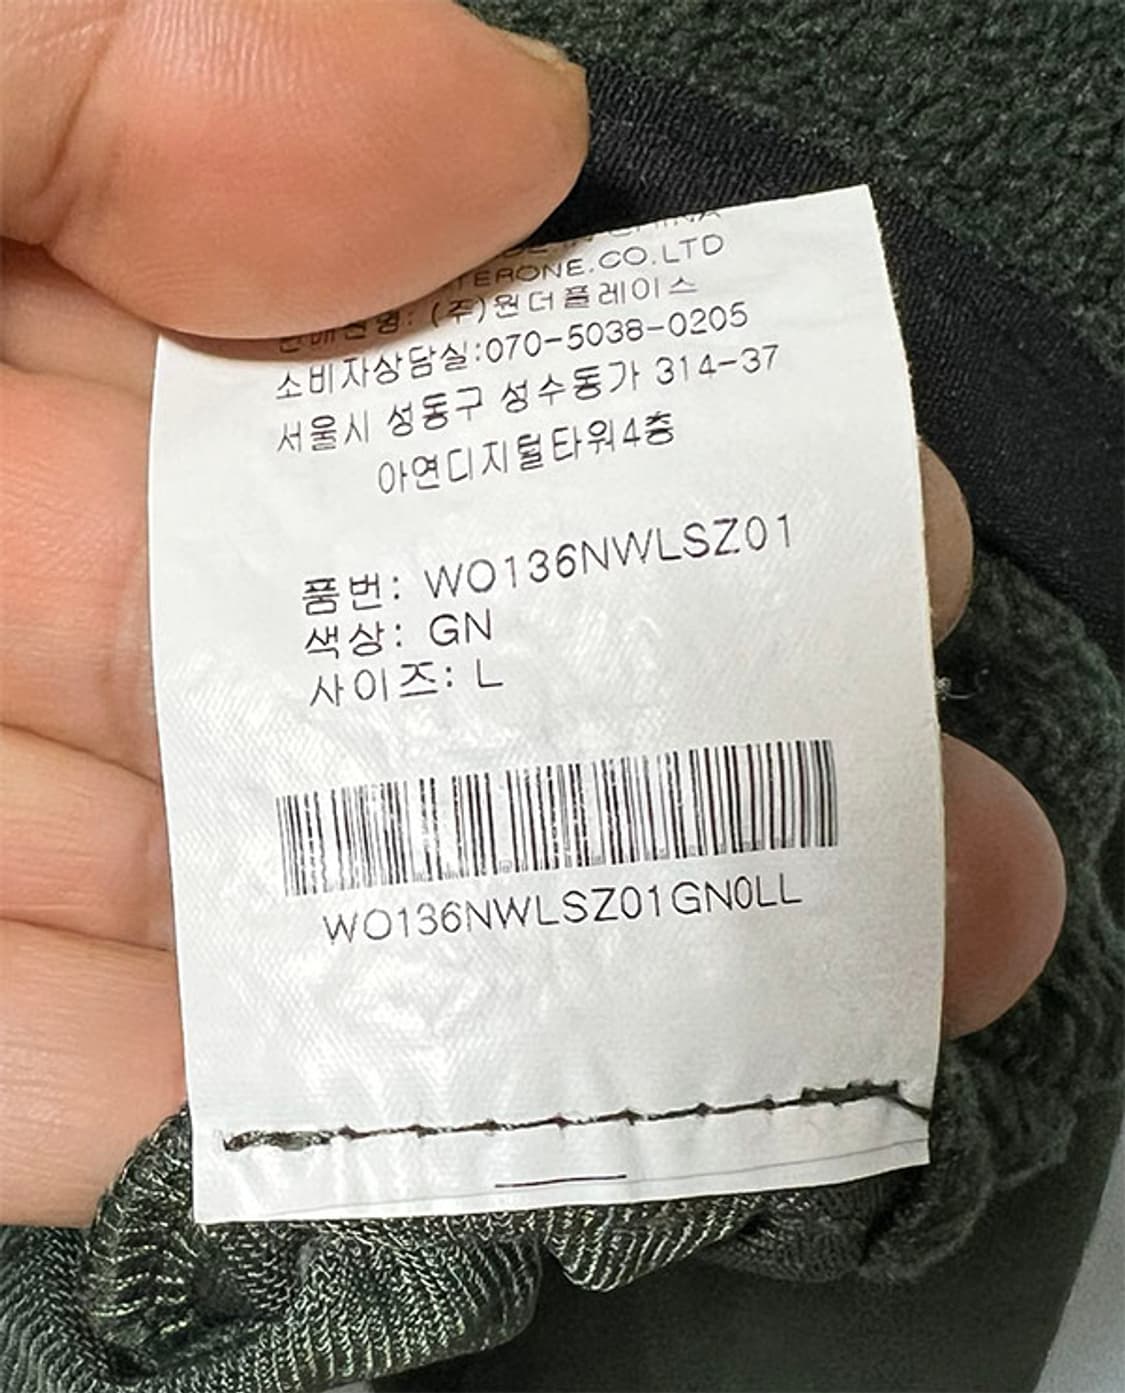 CHINA
TERONE.CO.LTD
(주)원더플레이스
소비자상담실:070-5038-0205
서울시 성동구 성수동가 314-37
아연디지털타워4층
품번: WO136NWLSZ01
색상: GN
사이즈: L
WO136NWLSZ01GN0LL